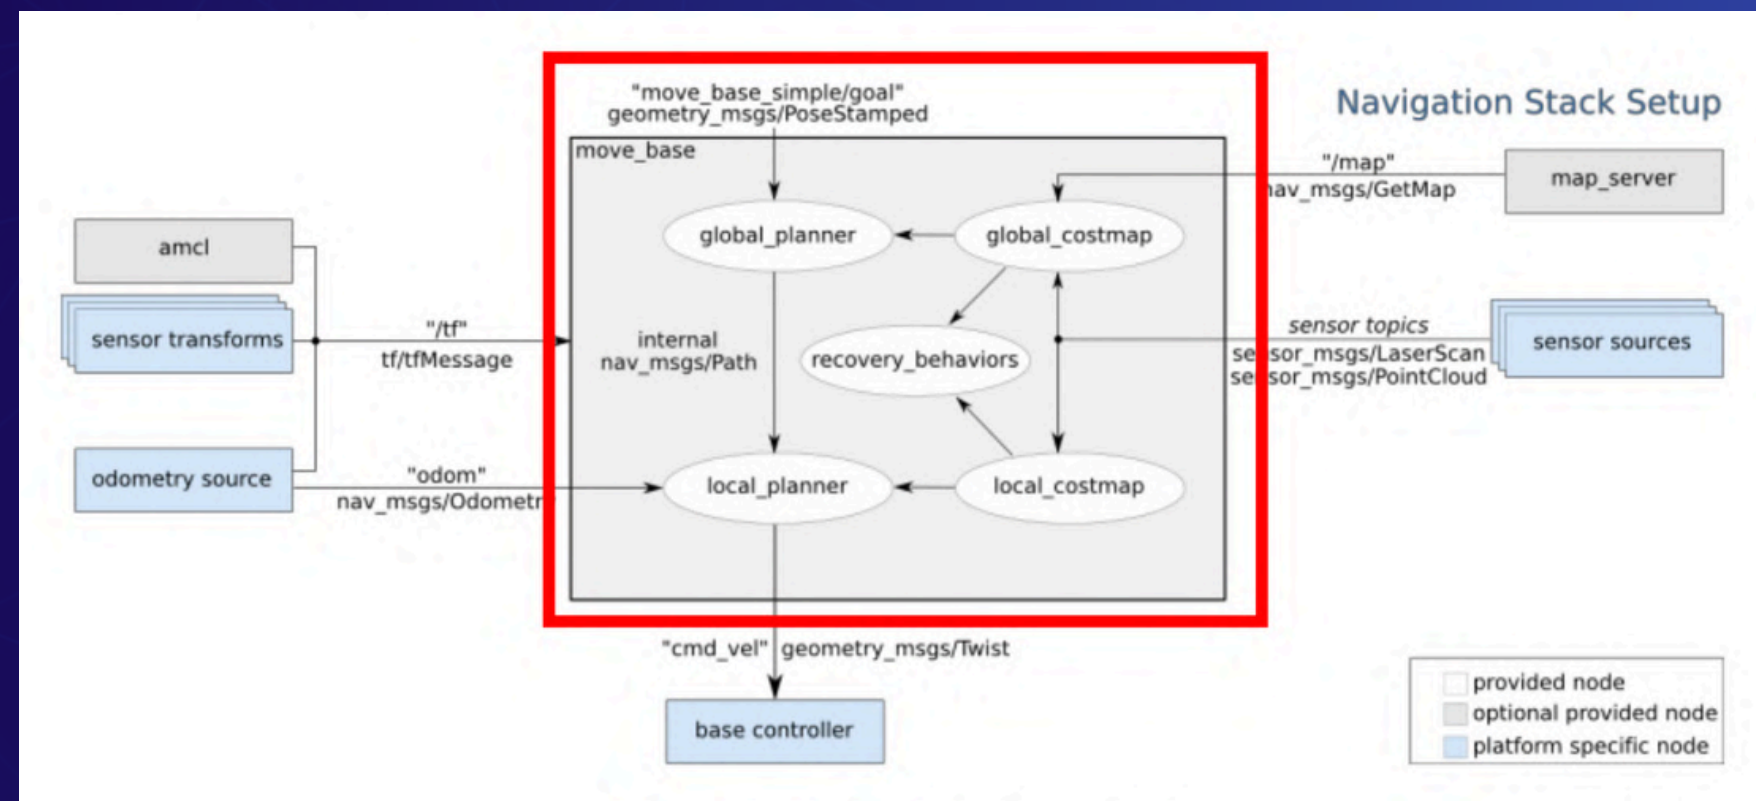 "move_base_simple/goal"
geometry_msgs/PoseStamped
Navigation Stack Setup
move_base
"/map"
nav_msgs/GetMap
map_server
amcl
global_planner
global_costmap
sensor transforms
"/tf"
tf/tfMessage
internal
nav_msgs/Path
recovery_behaviors
sensor topics
sensor_msgs/LaserScan
sensor_msgs/PointCloud
sensor sources
odometry source
"odom"
nav_msgs/Odometry
local_planner
local_costmap
"cmd_vel" geometry_msgs/Twist
base controller
provided node
optional provided node
platform specific node